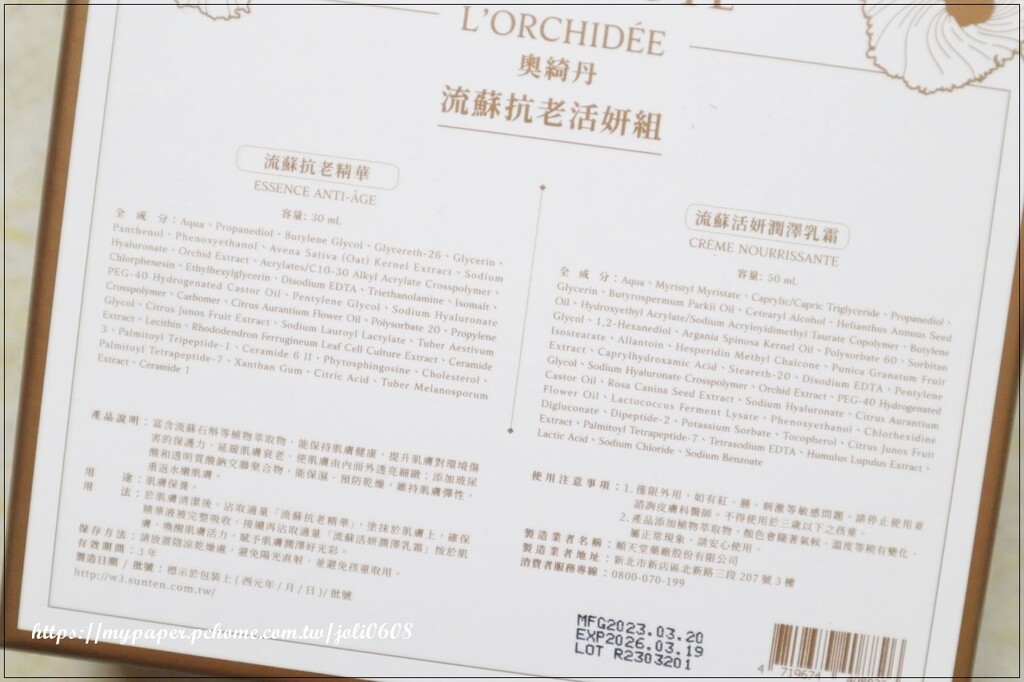 L'ORCHIDÉE
奧綺丹
流蘇抗老活妍組
流蘇抗老精華
ESSENCE ANTI-ÂGE
容量: 30 mL
全 成 分：Aqua、Propanediol、Butylene Glycol、Glycereth-26、Glycerin、
Panthenol、Phenoxyethanol、Avena Sativa (Oat) Kernel Extract、Sodium
Hyaluronate、Orchid Extract、Acrylates/C10-30 Alkyl Acrylate Crosspolymer、
Chlorphenesin、Ethylhexylglycerin、Disodium EDTA、Triethanolamine、Isomalt、
PEG-40 Hydrogenated Castor Oil、Pentylene Glycol、Sodium Hyaluronate
Crosspolymer、Carbomer、Citrus Aurantium Flower Oil、Polysorbate 20、Propylene
Glycol、Citrus Junos Fruit Extract、Sodium Lauroyl Lactylate、Tuber Aestivum
Extract、Lecithin、Rhododendron Ferrugineum Leaf Cell Culture Extract、Ceramide
3、Palmitoyl Tripeptide-1、Ceramide 6 II、Phytosphingosine、Cholesterol、
Palmitoyl Tetrapeptide-7、Xanthan Gum、Citric Acid、Tuber Melanosporum
Extract、Ceramide 1
流蘇活妍潤澤乳霜
CRÈME NOURRISSANTE
容量: 50 mL
全 成 分：Aqua、Myristyl Myristate、Caprylic/Capric Triglyceride、Propanediol、
Glycerin、Butyrospermum Parkii Oil、Cetearyl Alcohol、Helianthus Annuus Seed
Oil、Hydroxyethyl Acrylate/Sodium Acryloyldimethyl Taurate Copolymer、Butylene
Glycol、1,2-Hexanediol、Argania Spinosa Kernel Oil、Polysorbate 60、Sorbitan
Isostearate、Allantoin、Hesperidin Methyl Chalcone、Punica Granatum Fruit
Extract、Caprylhydroxamic Acid、Steareth-20、Disodium EDTA、Pentylene
Glycol、Sodium Hyaluronate Crosspolymer、Orchid Extract、PEG-40 Hydrogenated
Castor Oil、Rosa Canina Seed Extract、Sodium Hyaluronate、Citrus Aurantium
Flower Oil、Lactococcus Ferment Lysate、Phenoxyethanol、Chlorhexidine
Digluconate、Dipeptide-2、Potassium Sorbate、Tocopherol、Citrus Junos Fruit
Extract、Palmitoyl Tetrapeptide-7、Tetrasodium EDTA、Humulus Lupulus Extract、
Lactic Acid、Sodium Chloride、Sodium Benzoate
產品說明：富含流蘇石斛等植物萃取物，能保持肌膚健康，提升肌膚對環境傷
害的保護力，延緩肌膚衰老，使肌膚由內而外透亮細緻；添加玻尿
酸和透明質酸鈉交聯聚合物，能保濕、預防乾燥，維持肌膚彈性，
重返水嫩肌膚。
用 途：肌膚保養。
用 法：於肌膚清潔後，沾取適量「流蘇抗老精華」，塗抹於肌膚上，確保
精華液被完整吸收，接續再沾取適量「流蘇活妍潤澤乳霜」按於肌
膚，喚醒肌膚活力，賦予肌膚潤澤好光彩。
保存方法：請放置陰涼乾燥處，避免陽光直射，並避免孩童取用。
有效期間：3 年
製造日期 / 批號：標示於包裝上 ( 西元年 / 月 / 日 )/ 批號
http://w3.sunten.com.tw/
使用注意事項：1. 僅限外用，如有紅、腫、刺激等敏感問題，請停止使用並
諮詢皮膚科醫師。不得使用於三歲以下之孩童。
2. 產品添加植物萃取物，顏色會隨著氣候、溫度等稍有變化，
屬正常現象，請安心使用。
製造業者名稱：順天堂藥廠股份有限公司
製造業者地址：新北市新店區北新路三段 207 號 3 樓
消費者服務專線：0800-070-199
MFG2023.03.20
EXP2026.03.19
LOT R2303201
4 719674
https://mypaper.pchome.com.tw/joli0608